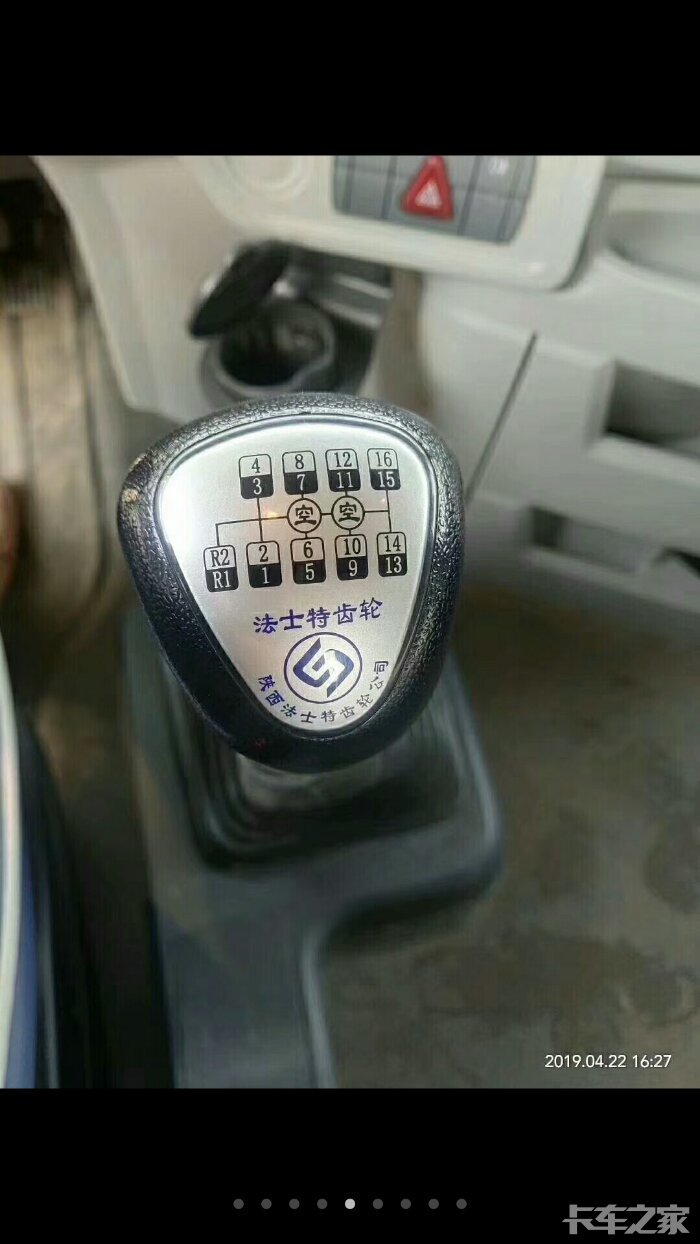 4 8 12 16
3 7 11 15
空 空
R2 2 6 10 14
R1 1 5 9 13
法士特齿轮
陕西法士特齿轮公司
2019.04.22 16:27
卡车之家